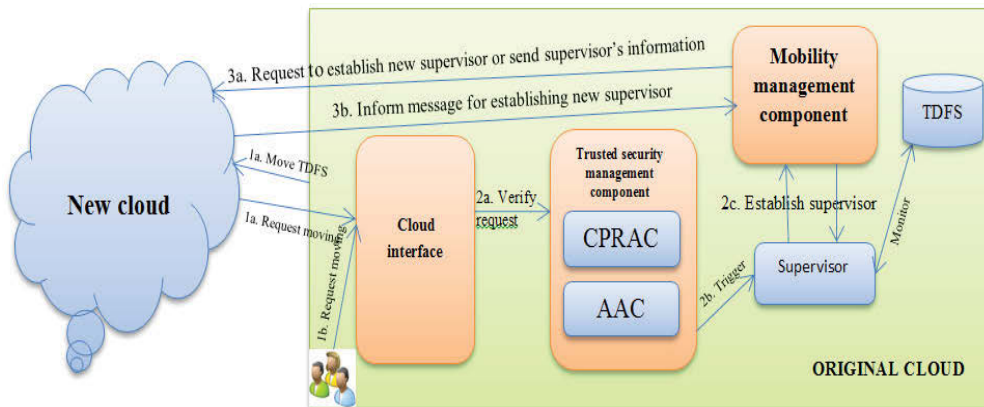 3a. Request to establish new supervisor or send supervisor's information
3b. Inform message for establishing new supervisor
1a. Move TDFS
New cloud
1a. Request moving
1b. Request moving
Cloud
interface
2a. Verify
request
Trusted security
management
component
CPRAC
AAC
2b. Trigger
Mobility
management
component
TDFS
2c. Establish supervisor
Monitor
Supervisor
ORIGINAL CLOUD